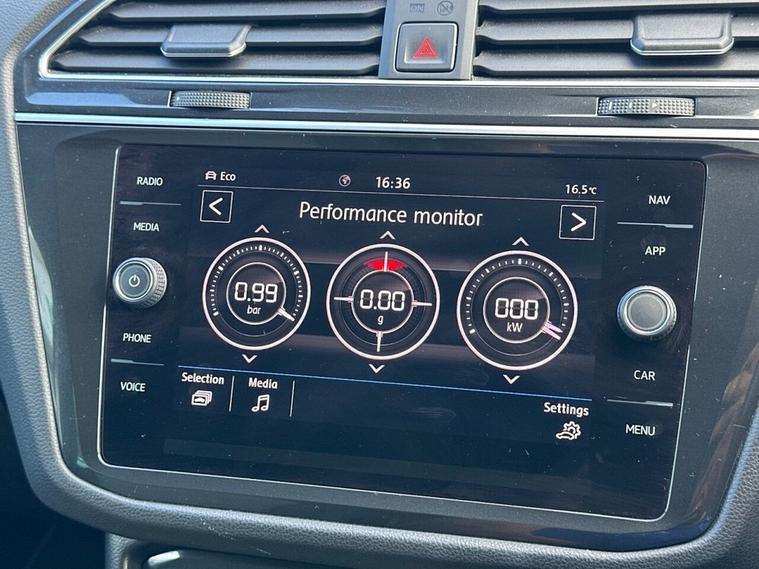 RADIO
MEDIA
PHONE
VOICE
Eco
16:36
16.5°C
Performance monitor
0.99
bar
0.00
g
000
kW
Selection
Media
Settings
NAV
APP
CAR
MENU